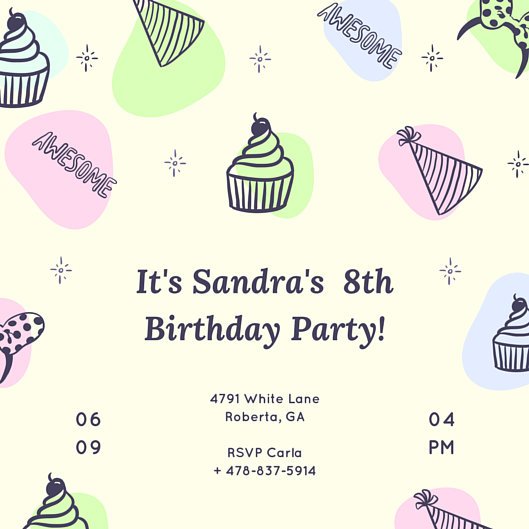 AWESOME
AWESOME
It's Sandra's 8th
Birthday Party!
4791 White Lane
Roberta, GA
RSVP Carla
+ 478-837-5914
06
09
04
PM